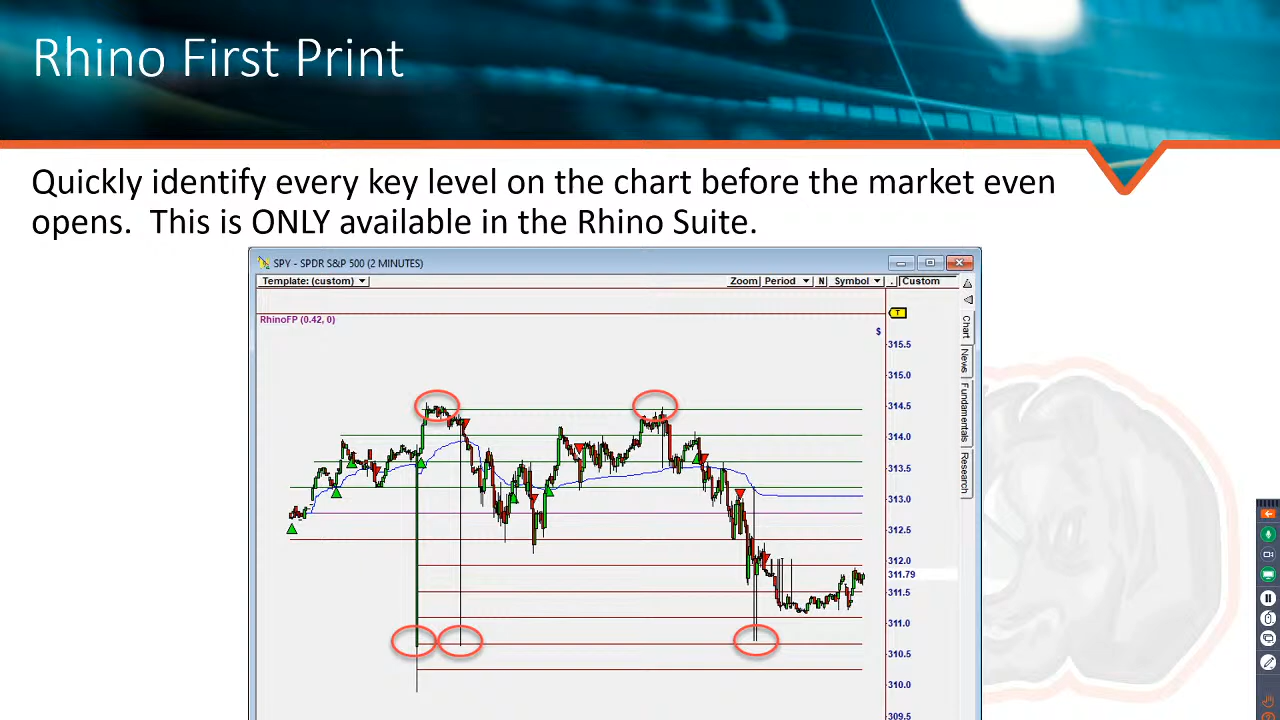 Rhino First Print
Quickly identify every key level on the chart before the market even
opens.  This is ONLY available in the Rhino Suite.
SPY - SPDR S&P 500 (2 MINUTES)
Template: (custom) Zoom Period N Symbol . Custom
RhinoFP (0.42, 0)
T
$
315.5
315.0
314.5
314.0
313.5
313.0
312.5
312.0
311.79
311.5
311.0
310.5
310.0
309.5
Chart
News
Fundamentals
Research